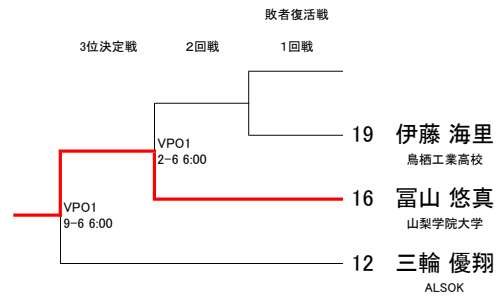 敗者復活戦
3位決定戦 2回戦 1回戦
19 伊藤 海里
鳥栖工業高校
VPO1
2-6 6:00
16 冨山 悠真
山梨学院大学
VPO1
9-6 6:00
12 三輪 優翔
ALSOK